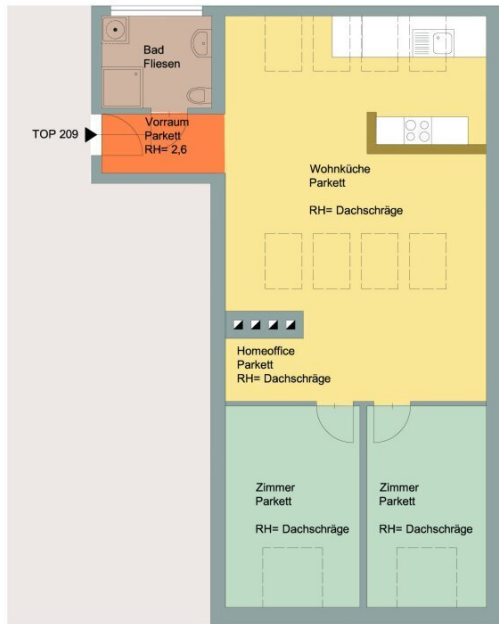 Bad
Fliesen
TOP 209
Vorraum
Parkett
RH= 2,6
Wohnküche
Parkett
RH= Dachschräge
Homeoffice
Parkett
RH= Dachschräge
Zimmer
Parkett
RH= Dachschräge
Zimmer
Parkett
RH= Dachschräge